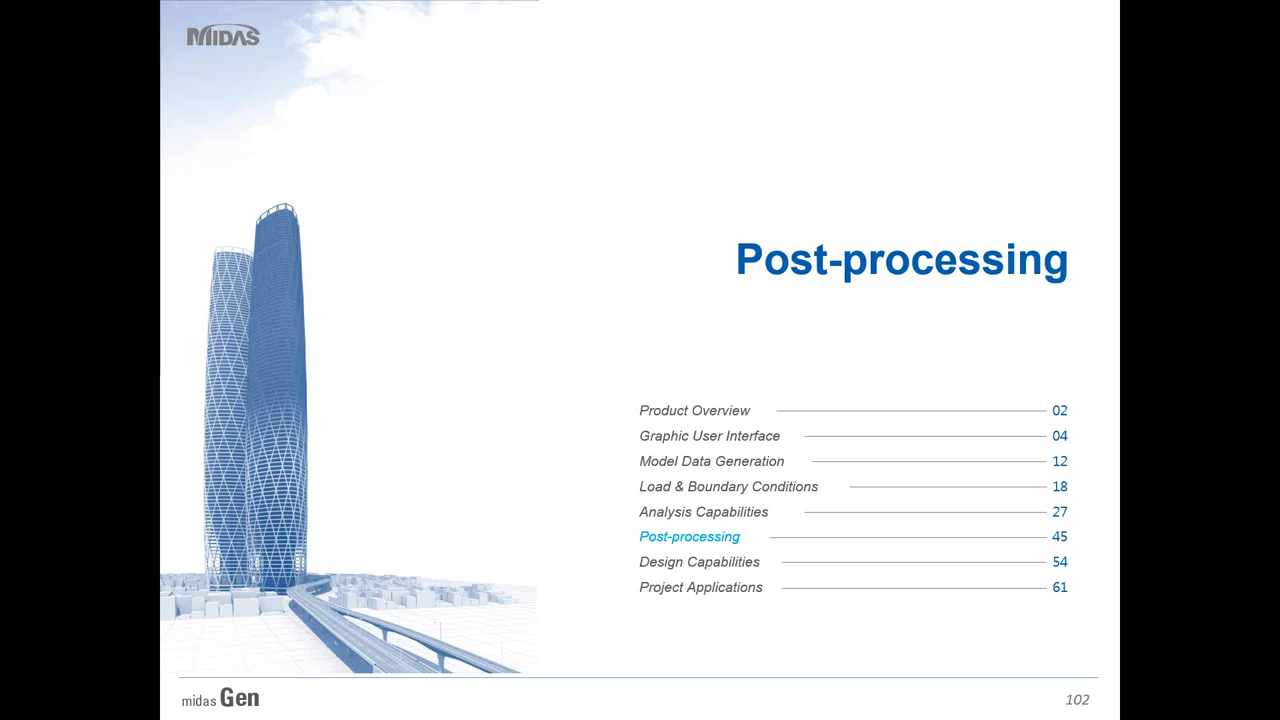 MIDAS
Post-processing
Product Overview 02
Graphic User Interface 04
Model Data Generation 12
Load & Boundary Conditions 18
Analysis Capabilities 27
Post-processing 45
Design Capabilities 54
Project Applications 61
midas Gen
102